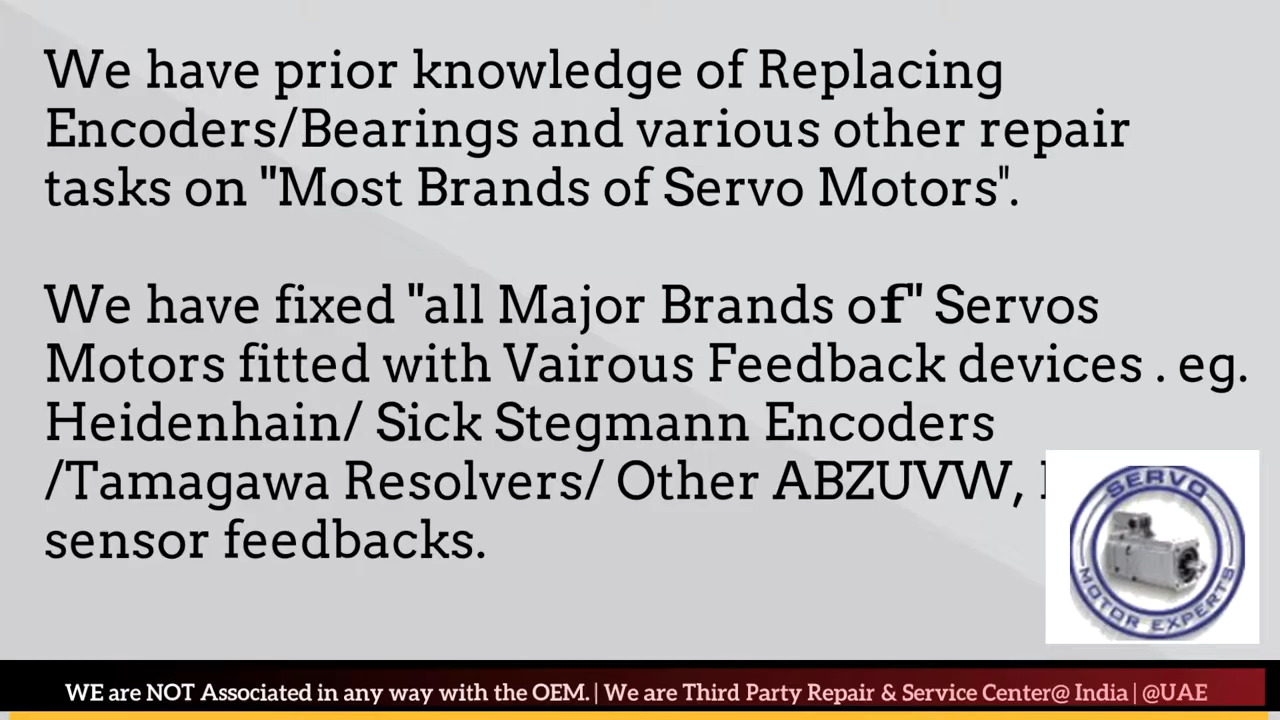 We have prior knowledge of Replacing
Encoders/Bearings and various other repair
tasks on "Most Brands of Servo Motors".
We have fixed "all Major Brands of" Servos
Motors fitted with Vairous Feedback devices . eg.
Heidenhain/ Sick Stegmann Encoders
/Tamagawa Resolvers/ Other ABZUVW,
sensor feedbacks.
SERVO
MOTOR EXPERTS
WE are NOT Associated in any way with the OEM. | We are Third Party Repair & Service Center@ India | @UAE